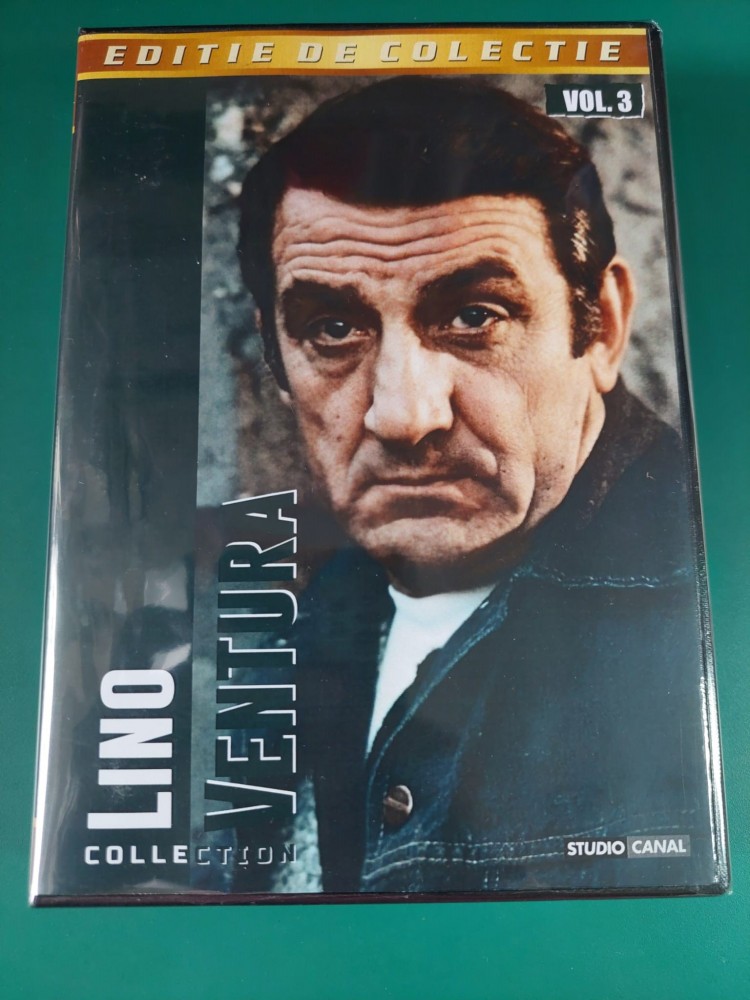 EDITIE DE COLECTIE
VOL. 3
LINO
VENTURA
COLLECTION
STUDIO CANAL